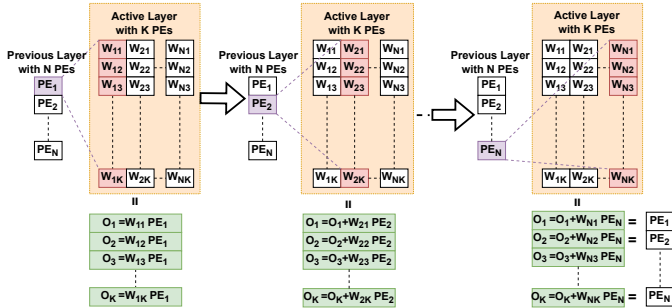 Active Layer
with K PEs
Previous Layer
with N PEs
PE1
PE2
PEN
W11 W21 WN1
W12 W22 WN2
W13 W23 WN3
W1K W2K WNK
=
O1 =W11 PE1
O2 =W12 PE1
O3 =W13 PE1
OK =W1K PE1
Active Layer
with K PEs
Previous Layer
with N PEs
PE1
PE2
PEN
W11 W21 WN1
W12 W22 WN2
W13 W23 WN3
W1K W2K WNK
=
O1 =O1+W21 PE2
O2 =O2+W22 PE2
O3=O3+W23 PE2
OK=OK+W2K PE2
Active Layer
with K PEs
Previous Layer
with N PEs
PE1
PE2
PEN
W11 W21 WN1
W12 W22 WN2
W13 W23 WN3
W1K W2K WNK
=
O1 =O1+WN1 PEN = PE1
O2 =O2+WN2 PEN = PE2
O3 =O3+WN3 PEN
OK =OK+WNK PEN = PEN